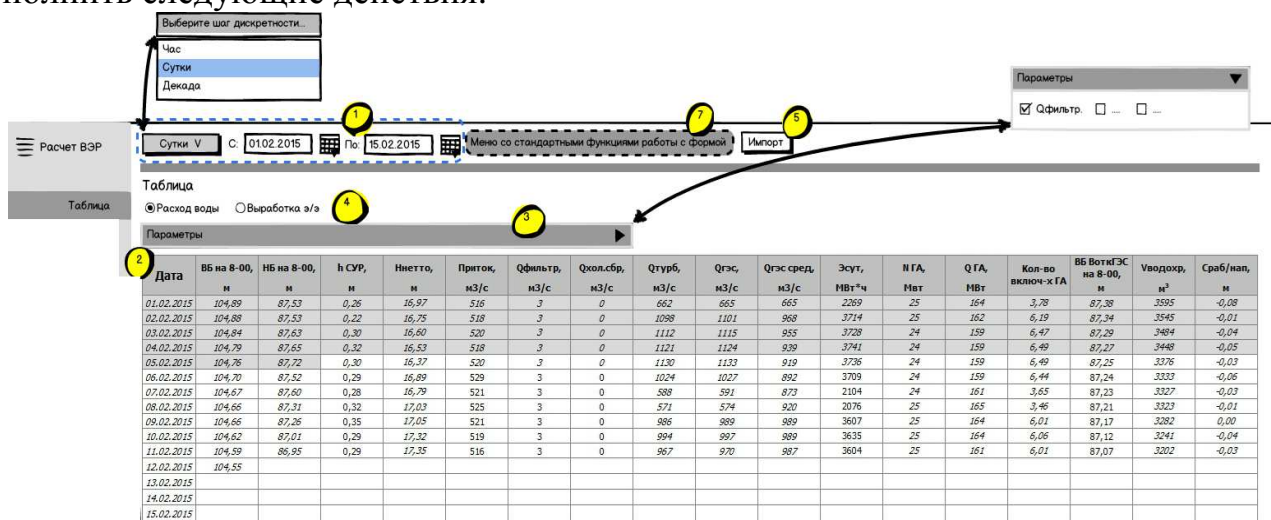 полнить следующие действия:
Выберите шаг дискретности...
Час
Сутки
Декада
Параметры
Qфильтр. ... ...
1
7
5
Расчет ВЭР
Сутки V С: 01.02.2015 По: 15.02.2015 Меню со стандартными функциями работы с формой Импорт
Таблица
Таблица
Расход воды Выработка э/э 4
Параметры 3
2
Дата ВБ на 8-00, м НБ на 8-00, м h СУР, м Hнетто, м Приток, м3/с Qфильтр, м3/с Qхол.сбр, м3/с Qтурб, м3/с Qгэс, м3/с Qгэс сред, м3/с Эсут, МВт*ч N ГА, Мвт Q ГА, МВт Кол-во включ-х ГА ВБ ВоткГЭС на 8-00, м Vводохр, м³ Сраб/нап, м
01.02.2015 104,89 87,53 0,26 16,97 516 3 0 662 665 665 2269 25 164 3,78 87,38 3595 -0,08
02.02.2015 104,88 87,53 0,22 16,75 518 3 0 1098 1101 968 3714 25 162 6,19 87,34 3545 -0,01
03.02.2015 104,84 87,63 0,30 16,60 520 3 0 1112 1115 955 3728 24 159 6,47 87,29 3484 -0,04
04.02.2015 104,79 87,65 0,32 16,53 518 3 0 1121 1124 939 3741 24 159 6,49 87,27 3448 -0,05
05.02.2015 104,76 87,72 0,30 16,37 520 3 0 1130 1133 919 3736 24 159 6,49 87,25 3376 -0,03
06.02.2015 104,70 87,52 0,29 16,89 529 3 0 1024 1027 892 3709 24 159 6,44 87,24 3333 -0,06
07.02.2015 104,67 87,60 0,28 16,79 521 3 0 588 591 873 2104 24 161 3,65 87,23 3327 -0,03
08.02.2015 104,66 87,31 0,32 17,03 525 3 0 571 574 920 2076 25 165 3,46 87,21 3323 -0,01
09.02.2015 104,66 87,26 0,35 17,05 521 3 0 986 989 989 3607 25 164 6,01 87,17 3282 0,00
10.02.2015 104,62 87,01 0,29 17,32 519 3 0 994 997 989 3635 25 164 6,06 87,12 3241 -0,04
11.02.2015 104,59 86,95 0,29 17,35 516 3 0 967 970 987 3604 25 161 6,01 87,07 3202 -0,03
12.02.2015 104,55
13.02.2015
14.02.2015
15.02.2015